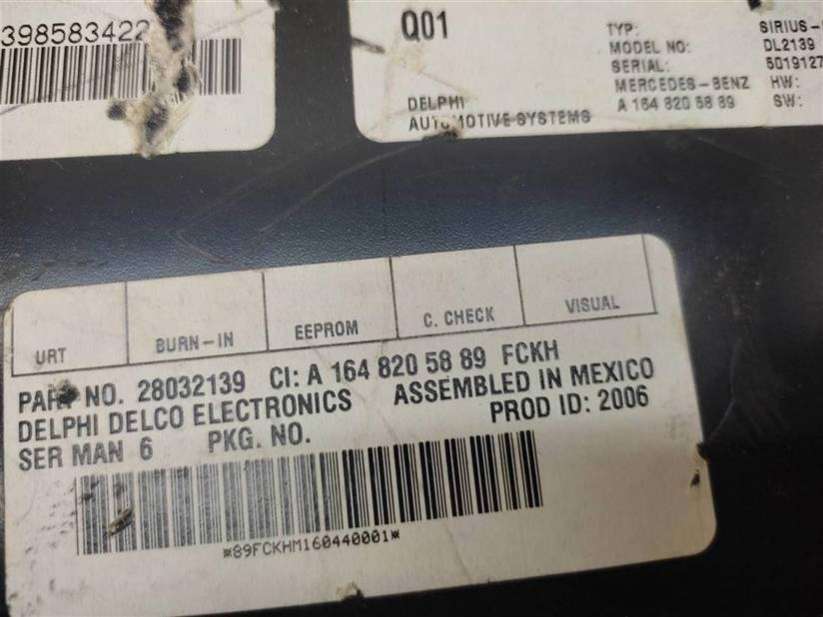 398583422
Q01
DELPHI
AUTOMOTIVE SYSTEMS
TYP: SIRIUS-
MODEL NO: DL2139
SERIAL: 5019127
MERCEDES-BENZ HW:
A 164 820 58 89 SW:
URT BURN-IN EEPROM C. CHECK VISUAL
PART NO. 28032139 CI: A 164 820 58 89 FCKH
DELPHI DELCO ELECTRONICS ASSEMBLED IN MEXICO
SER MAN 6 PKG. NO. PROD ID: 2006
*89FCKHM160440001*